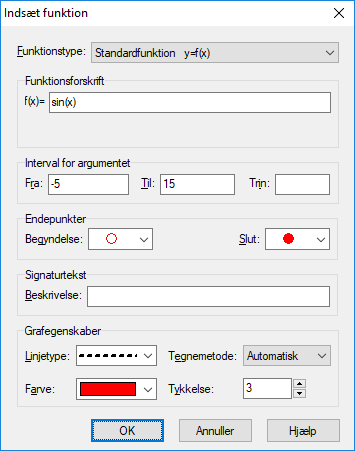 Indsæt funktion
Funktionstype: Standardfunktion y=f(x)
Funktionsforskrift
f(x)= sin(x)
Interval for argumentet
Fra: -5 Til: 15 Trin:
Endepunkter
Begyndelse: Slut:
Signaturtekst
Beskrivelse:
Grafegenskaber
Linjetype: Tegnemetode: Automatisk
Farve: Tykkelse: 3
OK Annuller Hjælp